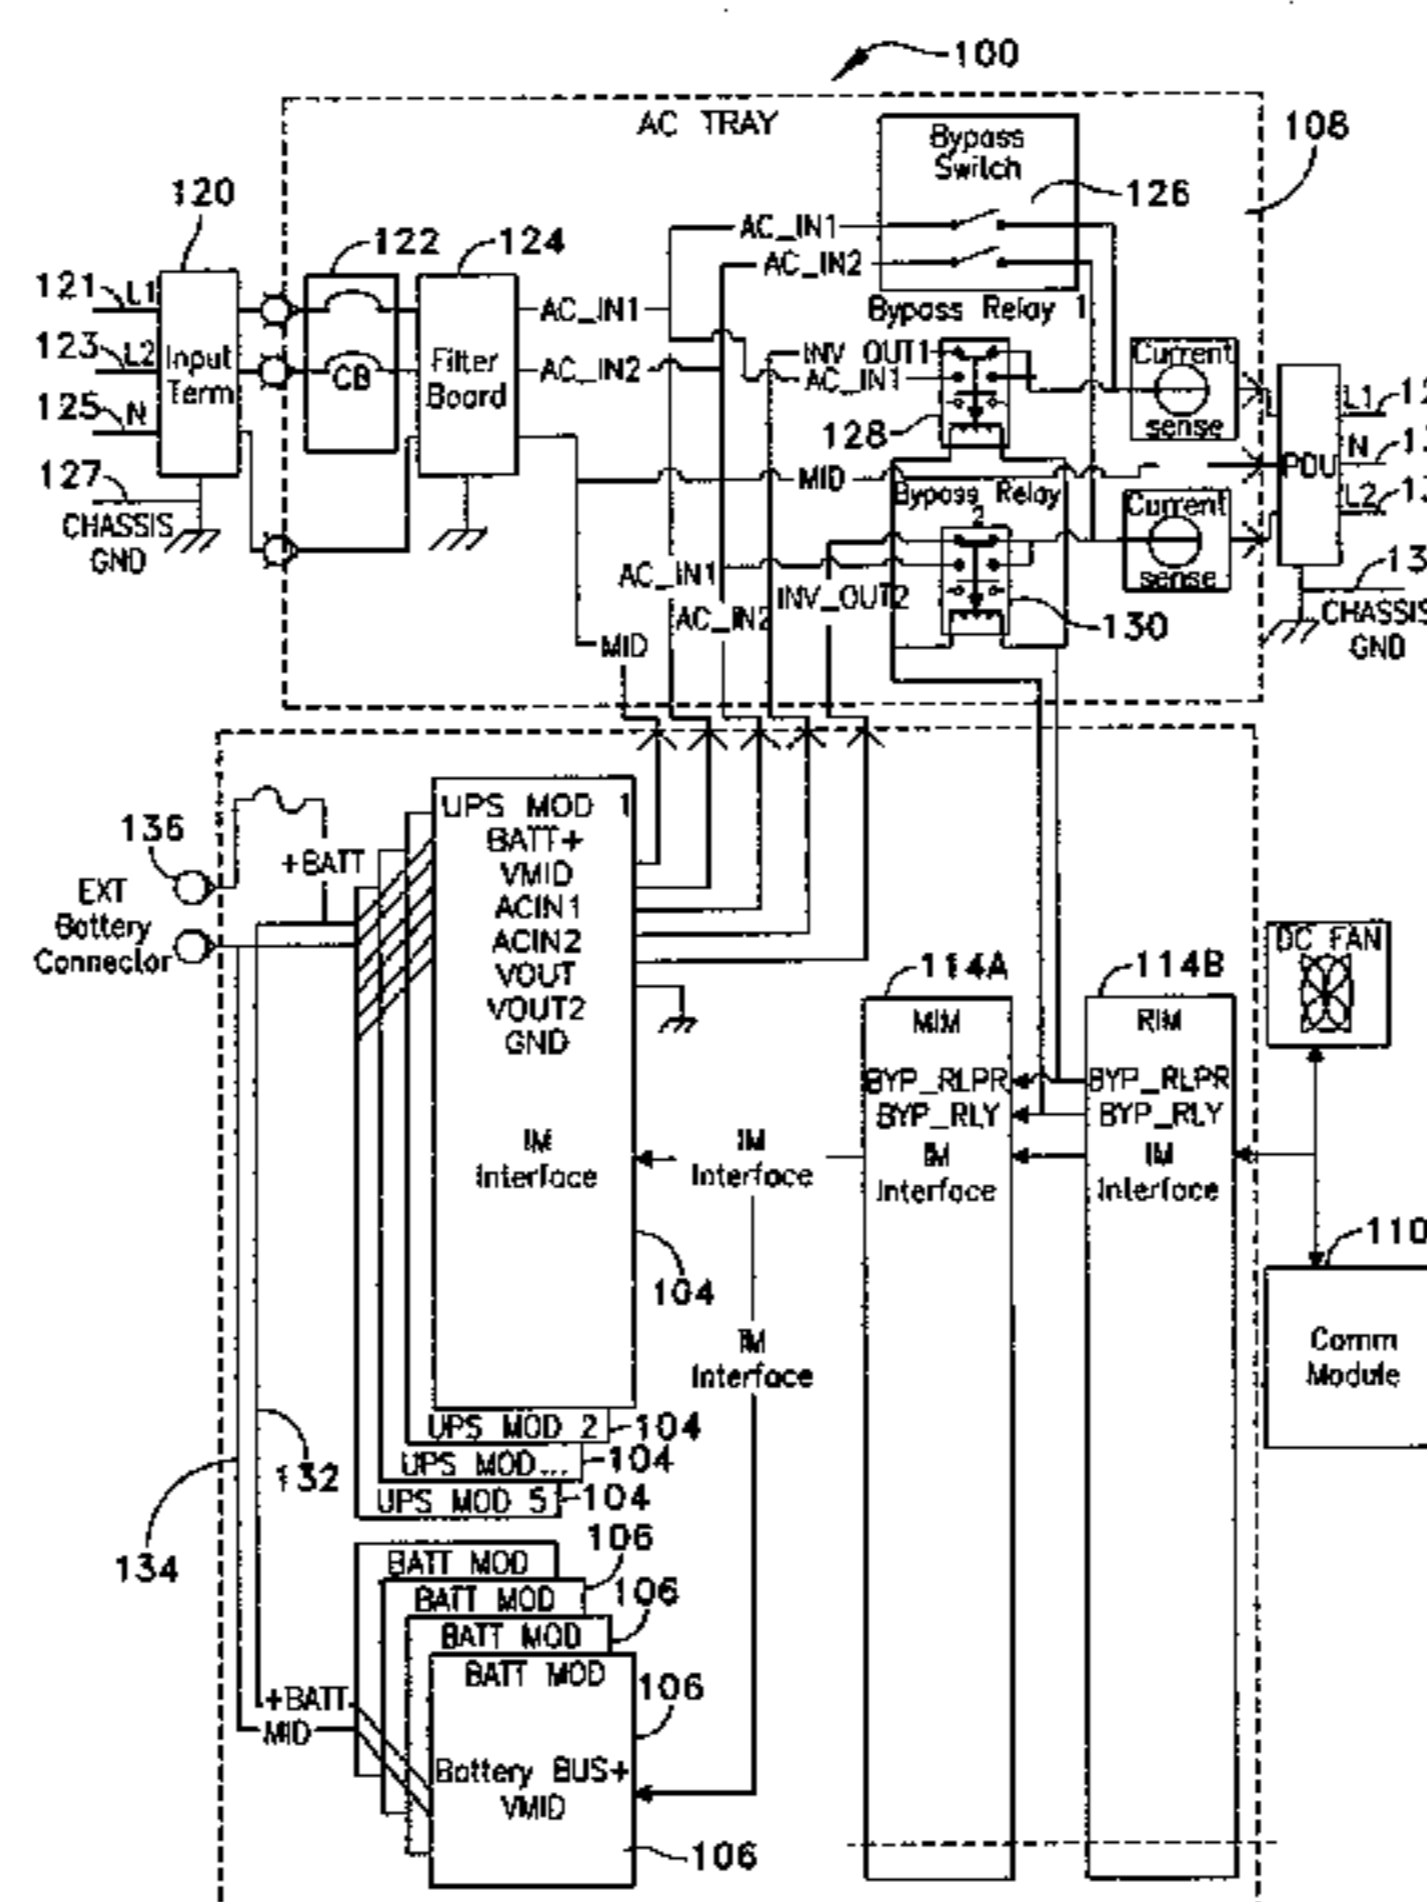 100
AC TRAY
108
Bypass
Switch
126
120
122
124
AC_IN1
AC_IN2
121
L1
123
L2
125
N
127
CHASSIS
GND
Input
Term
CB
Filter
Board
AC_IN1
AC_IN2
Bypass Relay 1
INV_OUT1
AC_IN1
128
MID
Current
sense
PDU
L1
N
L2
Bypass Relay
2
Current
sense
130
AC_IN1
AC_IN2
INV_OUT2
MID
CHASSIS
GND
136
EXT
Battery
Connector
+BATT
UPS MOD 1
BATT+
VMID
ACIN1
ACIN2
VOUT
VOUT2
GND
IM
Interface
104
IM
Interface
IM
Interface
114A
MIM
BYP_RLPR
BYP_RLY
IM
Interface
114B
RIM
BYP_RLPR
BYP_RLY
IM
Interface
DC FAN
110
Comm
Module
UPS MOD 2
104
UPS MOD...
104
UPS MOD 5
104
132
134
BATT MOD
106
BATT MOD
106
BATT MOD
BATT MOD
106
+BATT
MID
Battery BUS+
VMID
106